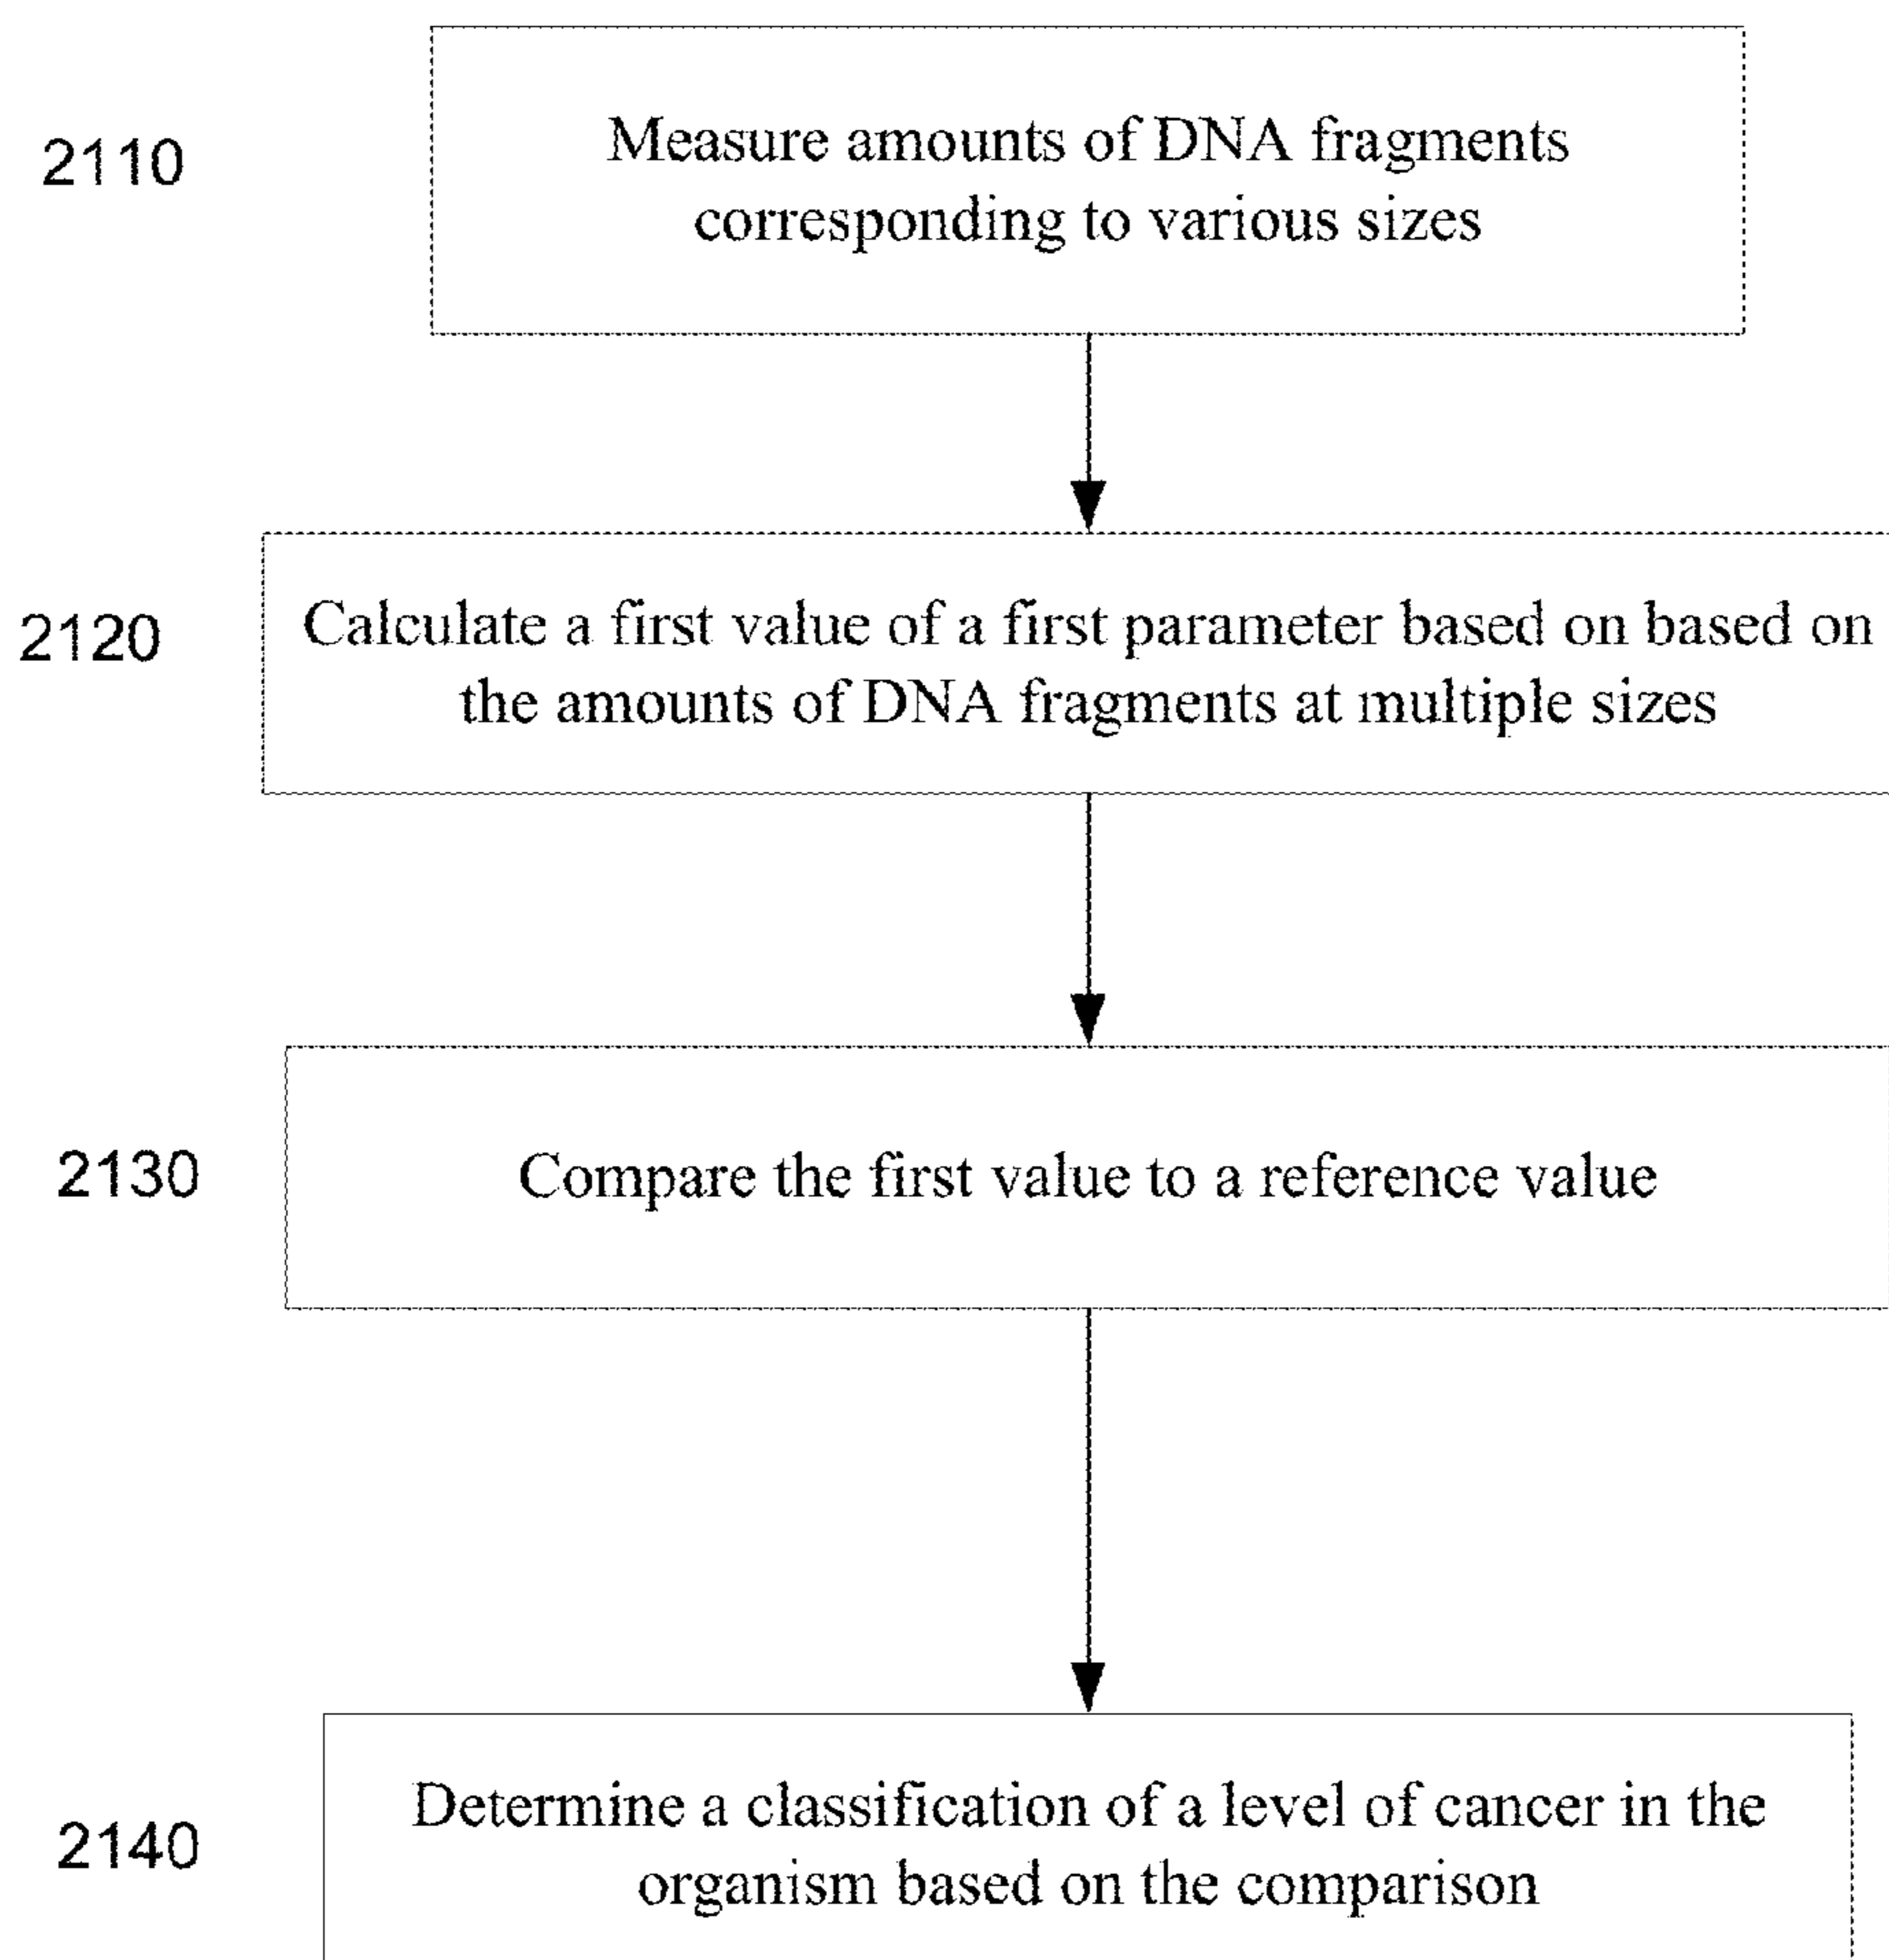 2110
Measure amounts of DNA fragments
corresponding to various sizes
2120
Calculate a first value of a first parameter based on based on
the amounts of DNA fragments at multiple sizes
2130
Compare the first value to a reference value
2140
Determine a classification of a level of cancer in the
organism based on the comparison